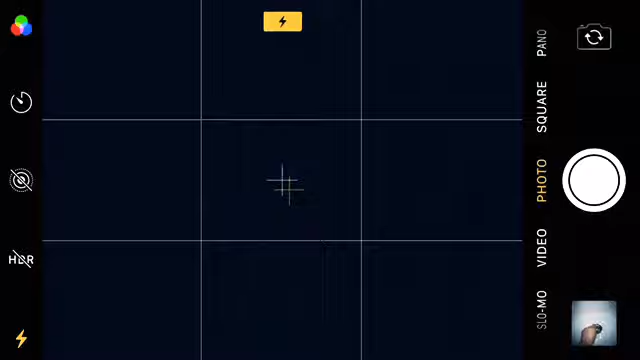 PANO
SQUARE
PHOTO
VIDEO
SLO-MO
HDR